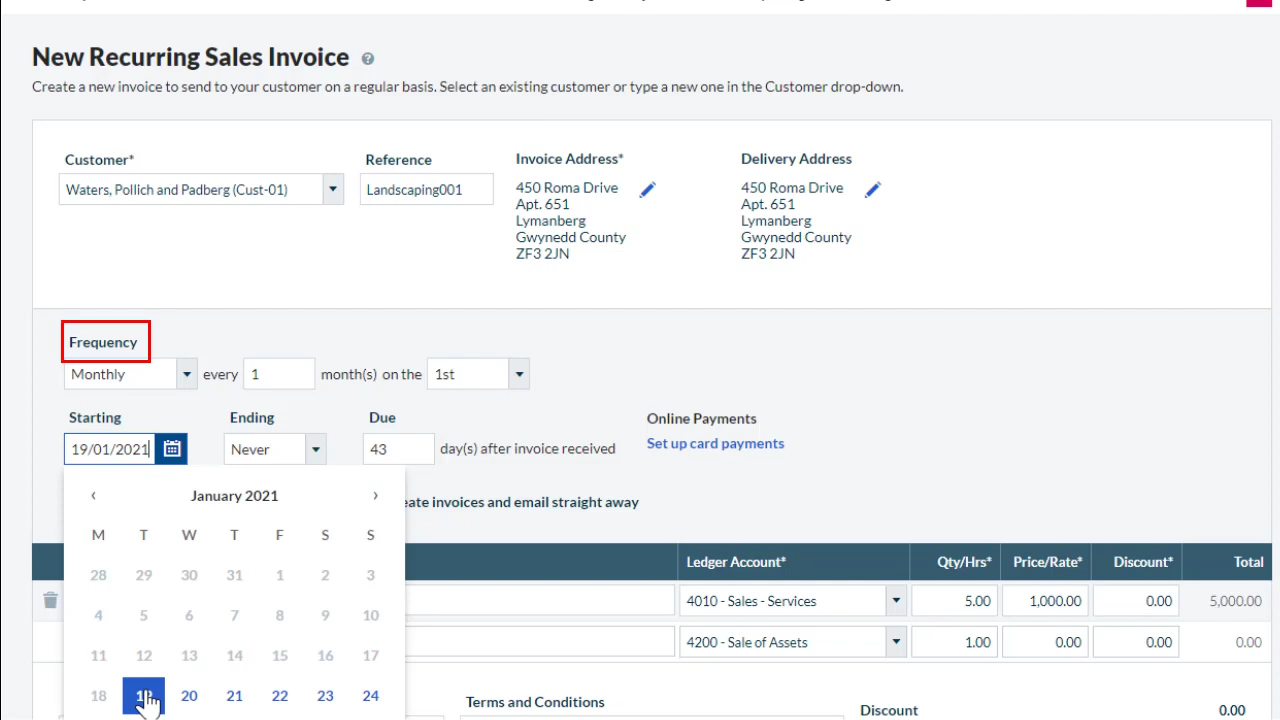 New Recurring Sales Invoice ?
Create a new invoice to send to your customer on a regular basis. Select an existing customer or type a new one in the Customer drop-down.
Customer* Reference Invoice Address* Delivery Address
Waters, Pollich and Padberg (Cust-01) Landscaping001
450 Roma Drive 450 Roma Drive
Apt. 651 Apt. 651
Lymanberg Lymanberg
Gwynedd County Gwynedd County
ZF3 2JN ZF3 2JN
Frequency
Monthly every 1 month(s) on the 1st
Starting Ending Due Online Payments
19/01/2021 Never 43 day(s) after invoice received Set up card payments
‹ January 2021 ›
invoices and email straight away
M T W T F S S
Ledger Account* Qty/Hrs* Price/Rate* Discount* Total
28 29 30 31 1 2 3
4010 - Sales - Services 5.00 1,000.00 0.00 5,000.00
4 5 6 7 8 9 10
4200 - Sale of Assets 1.00 0.00 0.00 0.00
11 12 13 14 15 16 17
18 20 21 22 23 24
Terms and Conditions
Discount 0.00